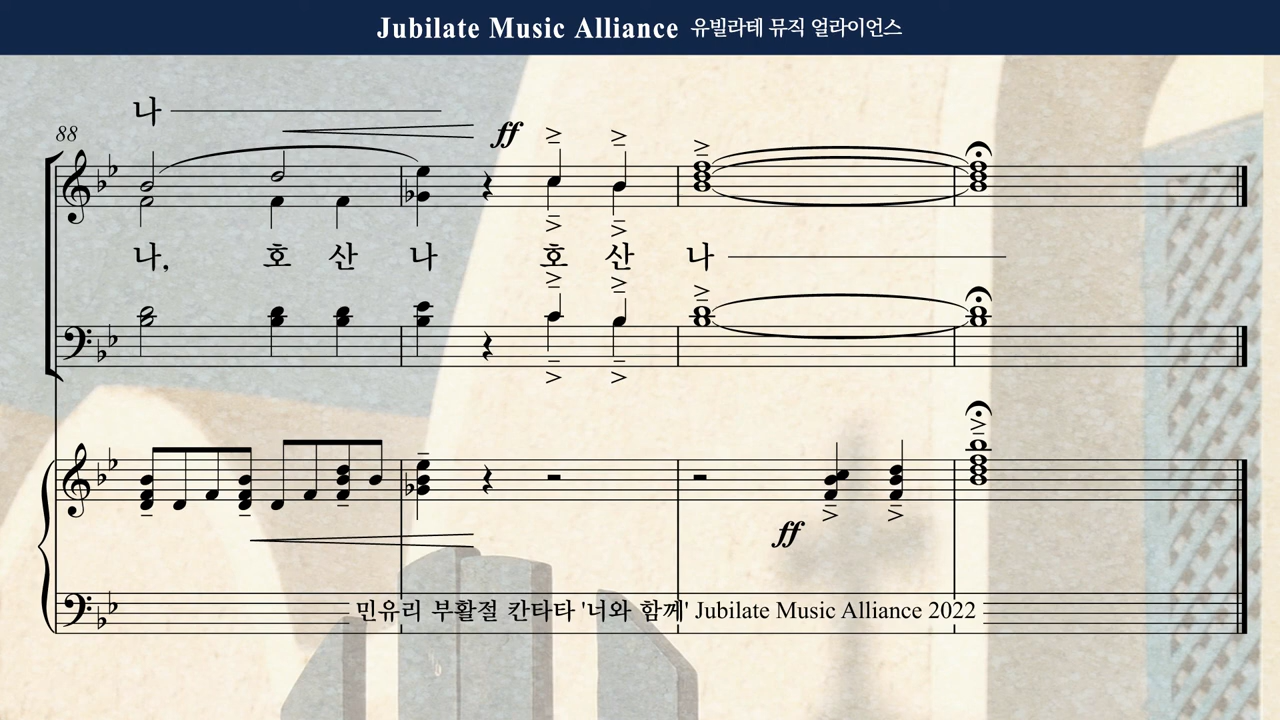 Jubilate Music Alliance 유빌라테 뮤직 얼라이언스
나
88
ff
나, 호 산 나 호 산 나
ff
민유리 부활절 칸타타 '너와 함께' Jubilate Music Alliance 2022